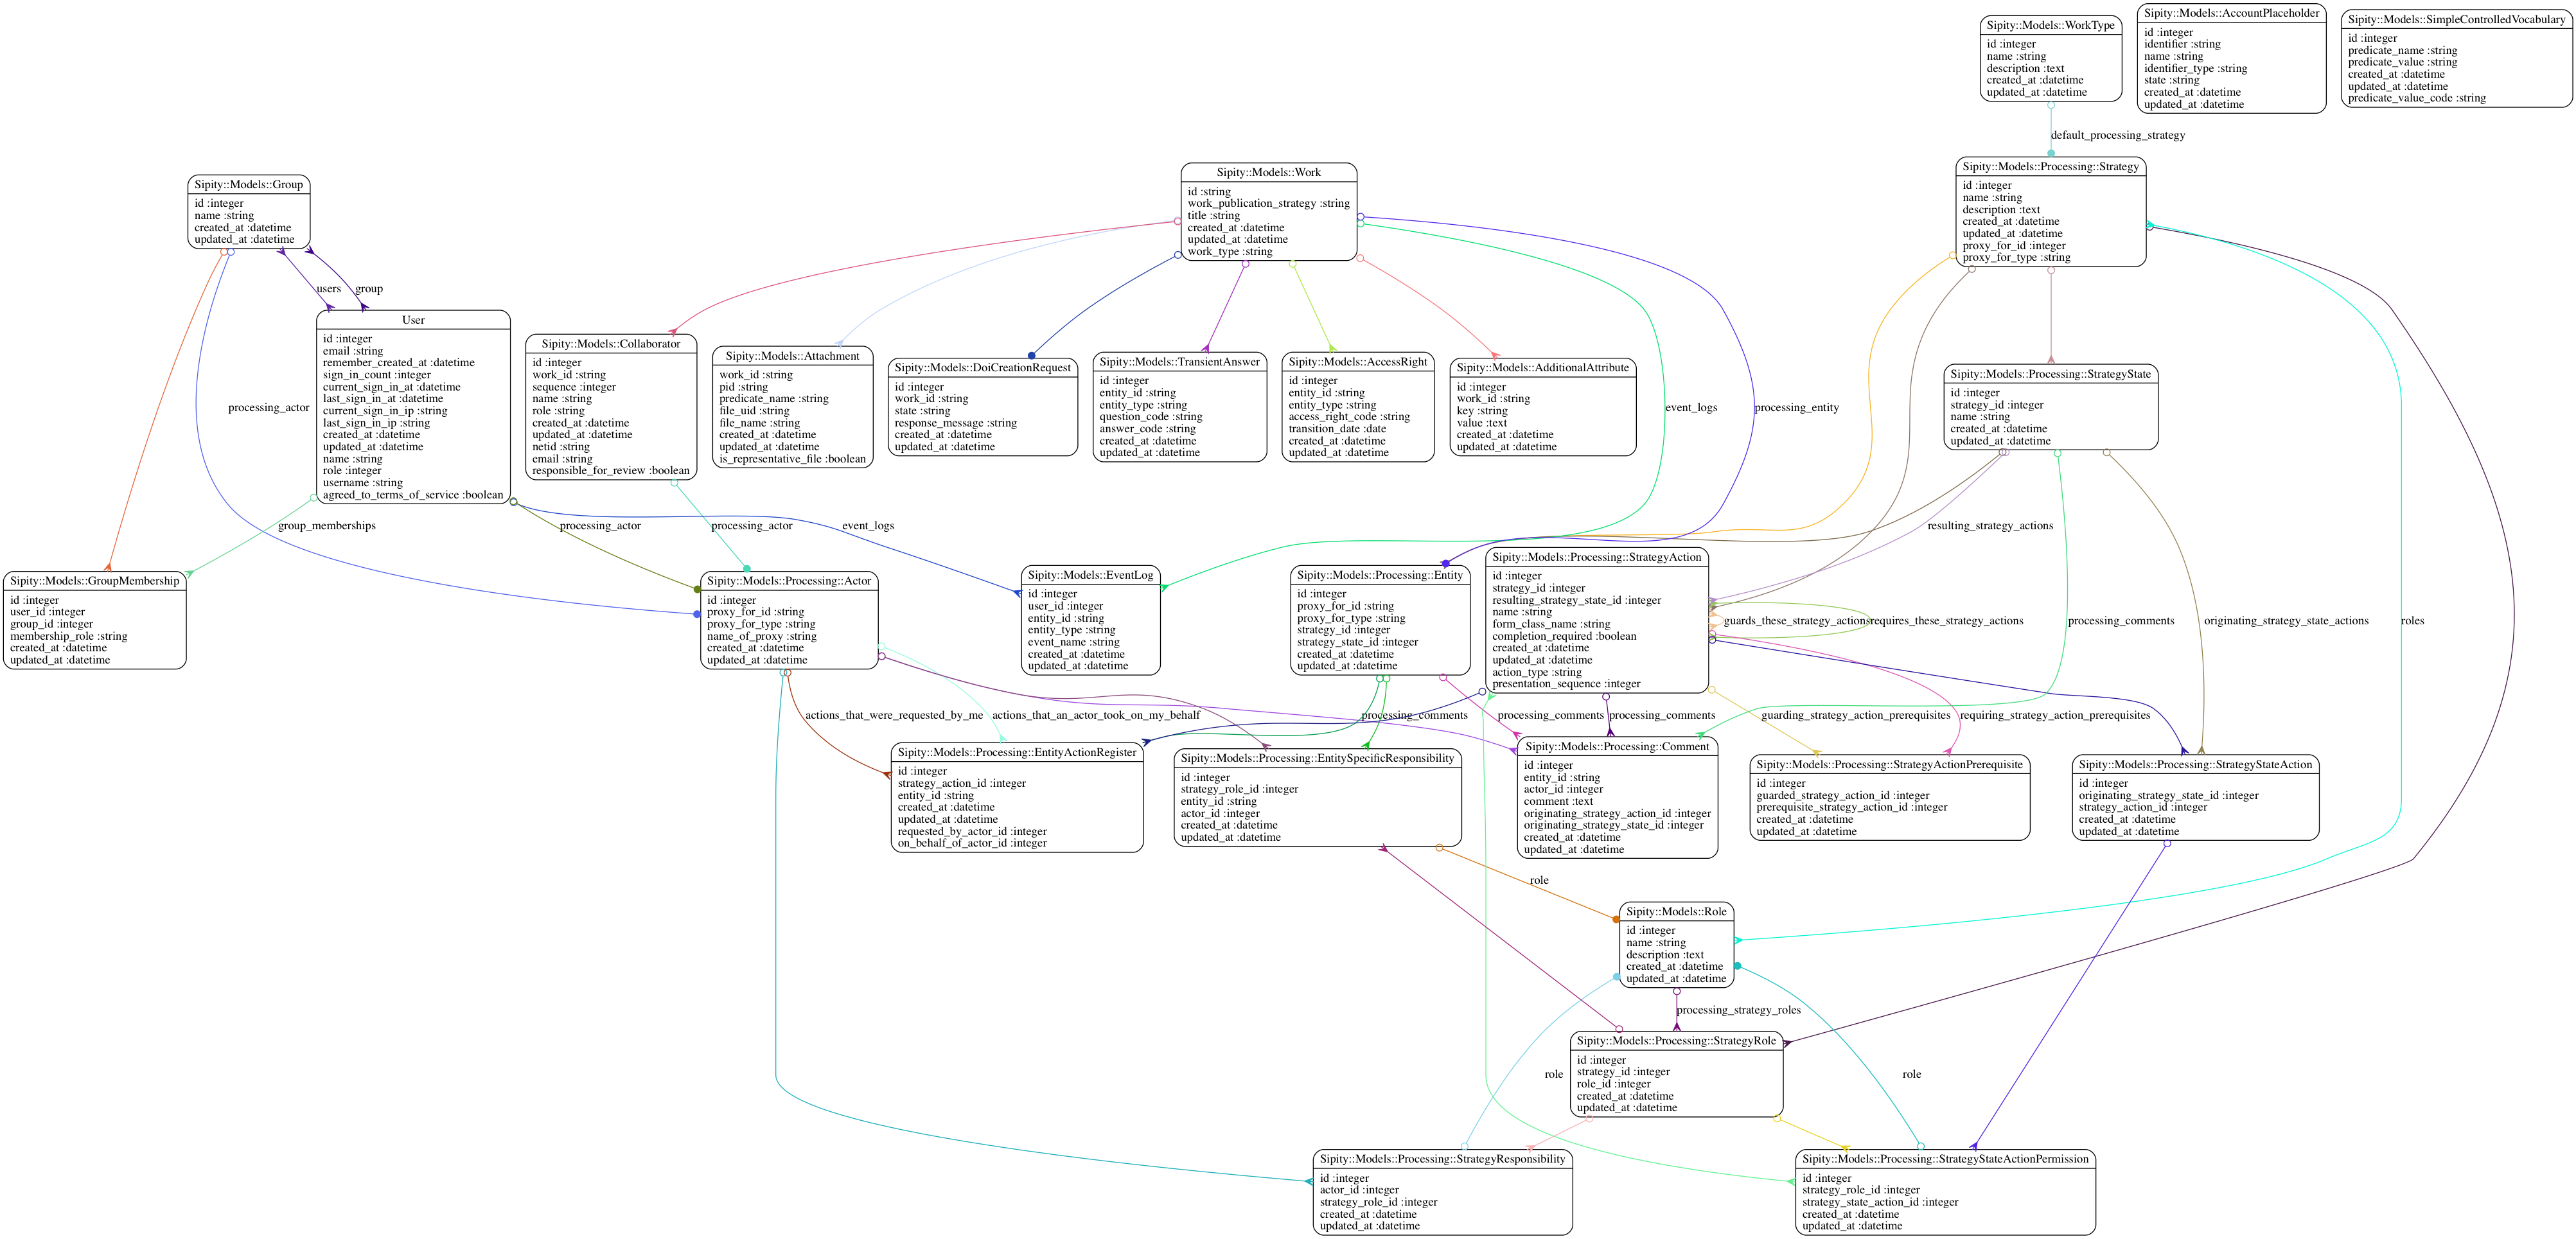 Sipity::Models::WorkType
id :integer
name :string
description :text
created_at :datetime
updated_at :datetime
Sipity::Models::AccountPlaceholder
id :integer
identifier :string
name :string
identifier_type :string
state :string
created_at :datetime
updated_at :datetime
Sipity::Models::SimpleControlledVocabulary
id :integer
predicate_name :string
predicate_value :string
created_at :datetime
updated_at :datetime
predicate_value_code :string
default_processing_strategy
Sipity::Models::Group
id :integer
name :string
created_at :datetime
updated_at :datetime
Sipity::Models::Work
id :string
work_publication_strategy :string
title :string
created_at :datetime
updated_at :datetime
work_type :string
Sipity::Models::Processing::Strategy
id :integer
name :string
description :text
created_at :datetime
updated_at :datetime
proxy_for_id :integer
proxy_for_type :string
users
group
User
id :integer
email :string
remember_created_at :datetime
sign_in_count :integer
current_sign_in_at :datetime
last_sign_in_at :datetime
current_sign_in_ip :string
last_sign_in_ip :string
created_at :datetime
updated_at :datetime
name :string
role :integer
username :string
agreed_to_terms_of_service :boolean
Sipity::Models::Collaborator
id :integer
work_id :string
sequence :integer
name :string
role :string
created_at :datetime
updated_at :datetime
netid :string
email :string
responsible_for_review :boolean
Sipity::Models::Attachment
work_id :string
pid :string
predicate_name :string
file_uid :string
file_name :string
created_at :datetime
updated_at :datetime
is_representative_file :boolean
Sipity::Models::DoiCreationRequest
id :integer
work_id :string
state :string
response_message :string
created_at :datetime
updated_at :datetime
Sipity::Models::TransientAnswer
id :integer
entity_id :string
entity_type :string
question_code :string
answer_code :string
created_at :datetime
updated_at :datetime
Sipity::Models::AccessRight
id :integer
entity_id :string
entity_type :string
access_right_code :string
transition_date :date
created_at :datetime
updated_at :datetime
Sipity::Models::AdditionalAttribute
id :integer
work_id :string
key :string
value :text
created_at :datetime
updated_at :datetime
Sipity::Models::Processing::StrategyState
id :integer
strategy_id :integer
name :string
created_at :datetime
updated_at :datetime
processing_actor
event_logs
processing_entity
group_memberships
processing_actor
processing_actor
event_logs
resulting_strategy_actions
Sipity::Models::GroupMembership
id :integer
user_id :integer
group_id :integer
membership_role :string
created_at :datetime
updated_at :datetime
Sipity::Models::Processing::Actor
id :integer
proxy_for_id :string
proxy_for_type :string
name_of_proxy :string
created_at :datetime
updated_at :datetime
Sipity::Models::EventLog
id :integer
user_id :integer
entity_id :string
entity_type :string
event_name :string
created_at :datetime
updated_at :datetime
Sipity::Models::Processing::Entity
id :integer
proxy_for_id :string
proxy_for_type :string
strategy_id :integer
strategy_state_id :integer
created_at :datetime
updated_at :datetime
Sipity::Models::Processing::StrategyAction
id :integer
strategy_id :integer
resulting_strategy_state_id :integer
name :string
form_class_name :string
completion_required :boolean
created_at :datetime
updated_at :datetime
action_type :string
presentation_sequence :integer
guards_these_strategy_actions
requires_these_strategy_actions
processing_comments
originating_strategy_state_actions
roles
actions_that_were_requested_by_me
actions_that_an_actor_took_on_my_behalf
processing_comments
processing_comments
processing_comments
guarding_strategy_action_prerequisites
requiring_strategy_action_prerequisites
Sipity::Models::Processing::EntityActionRegister
id :integer
strategy_action_id :integer
entity_id :string
created_at :datetime
updated_at :datetime
requested_by_actor_id :integer
on_behalf_of_actor_id :integer
Sipity::Models::Processing::EntitySpecificResponsibility
id :integer
strategy_role_id :integer
entity_id :string
actor_id :integer
created_at :datetime
updated_at :datetime
Sipity::Models::Processing::Comment
id :integer
entity_id :string
actor_id :integer
comment :text
originating_strategy_action_id :integer
originating_strategy_state_id :integer
created_at :datetime
updated_at :datetime
Sipity::Models::Processing::StrategyActionPrerequisite
id :integer
guarded_strategy_action_id :integer
prerequisite_strategy_action_id :integer
created_at :datetime
updated_at :datetime
Sipity::Models::Processing::StrategyStateAction
id :integer
originating_strategy_state_id :integer
strategy_action_id :integer
created_at :datetime
updated_at :datetime
role
Sipity::Models::Role
id :integer
name :string
description :text
created_at :datetime
updated_at :datetime
processing_strategy_roles
Sipity::Models::Processing::StrategyRole
id :integer
strategy_id :integer
role_id :integer
created_at :datetime
updated_at :datetime
role
role
Sipity::Models::Processing::StrategyResponsibility
id :integer
actor_id :integer
strategy_role_id :integer
created_at :datetime
updated_at :datetime
Sipity::Models::Processing::StrategyStateActionPermission
id :integer
strategy_role_id :integer
strategy_state_action_id :integer
created_at :datetime
updated_at :datetime